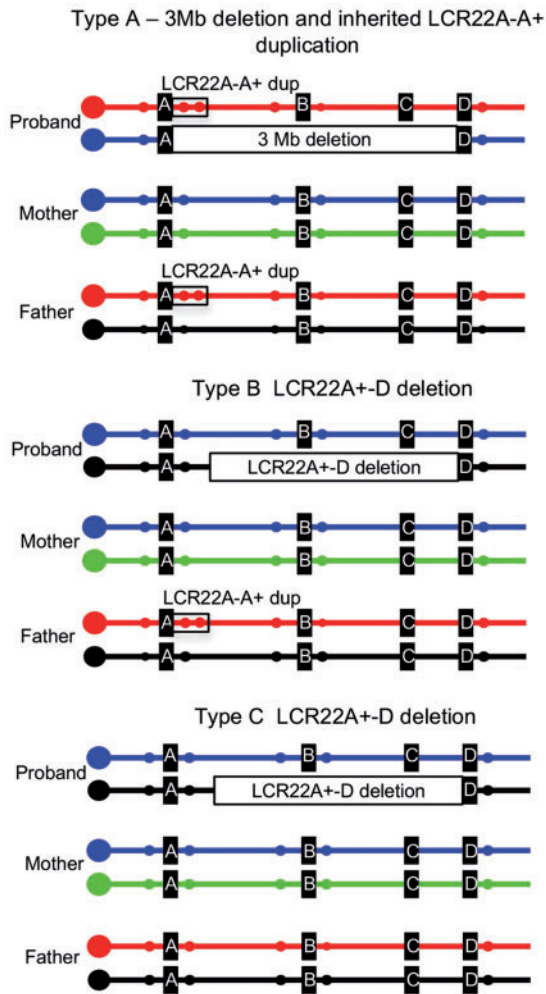 Type A – 3Mb deletion and inherited LCR22A-A+
duplication
LCR22A-A+ dup
A B C D
Proband
A 3 Mb deletion D
A B C D
Mother
A B C D
LCR22A-A+ dup
A B C D
Father
A B C D
Type B LCR22A+-D deletion
A B C D
Proband
A LCR22A+-D deletion D
A B C D
Mother
A B C D
LCR22A-A+ dup
A B C D
Father
A B C D
Type C LCR22A+-D deletion
A B C D
Proband
A LCR22A+-D deletion D
A B C D
Mother
A B C D
A B C D
Father
A B C D